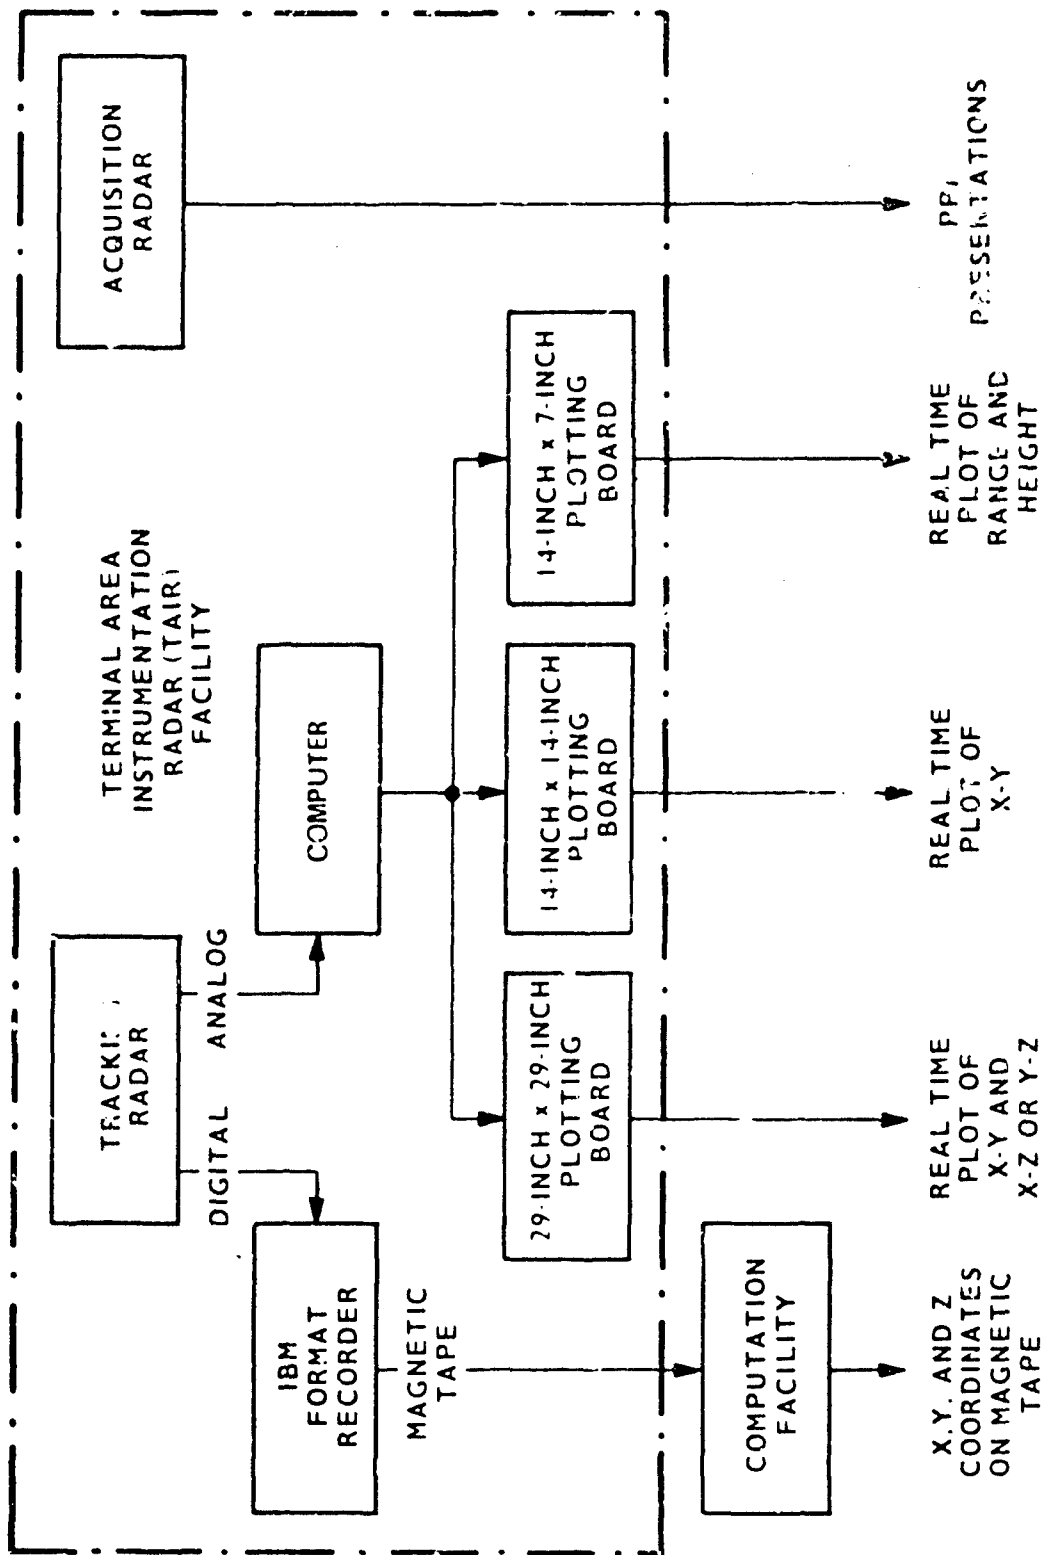 TERMINAL AREA
INSTRUMENTATION
RADAR (TAIR)
FACILITY
RADAR
ACQUISITION
RADAR
DIGITAL
ANALOG
IBM
FORMAT
RECORDER
COMPUTER
MAGNETIC
TAPE
29-INCH x 29-INCH
PLOTTING
BOARD
14-INCH x 14-INCH
PLOTTING
BOARD
14-INCH x 7-INCH
PLOTTING
BOARD
COMPUTATION
FACILITY
X,Y, AND Z
COORDINATES
ON MAGNETIC
TAPE
REAL TIME
PLOT OF
X-Y AND
X-Z OR Y-Z
REAL TIME
PLOT OF
X-Y
REAL TIME
PLOT OF
RANGE AND
HEIGHT
PPI
PRESENTATIONS